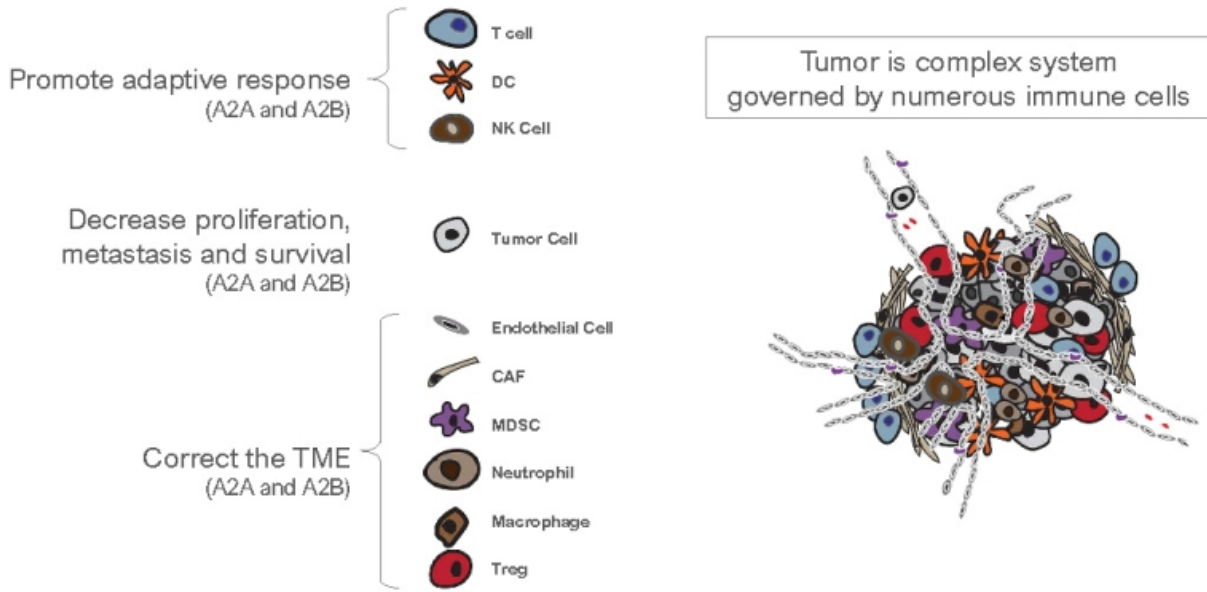 Promote adaptive response
(A2A and A2B)
T cell
DC
NK Cell
Decrease proliferation,
metastasis and survival
(A2A and A2B)
Tumor Cell
Correct the TME
(A2A and A2B)
Endothelial Cell
CAF
MDSC
Neutrophil
Macrophage
Treg
Tumor is complex system
governed by numerous immune cells